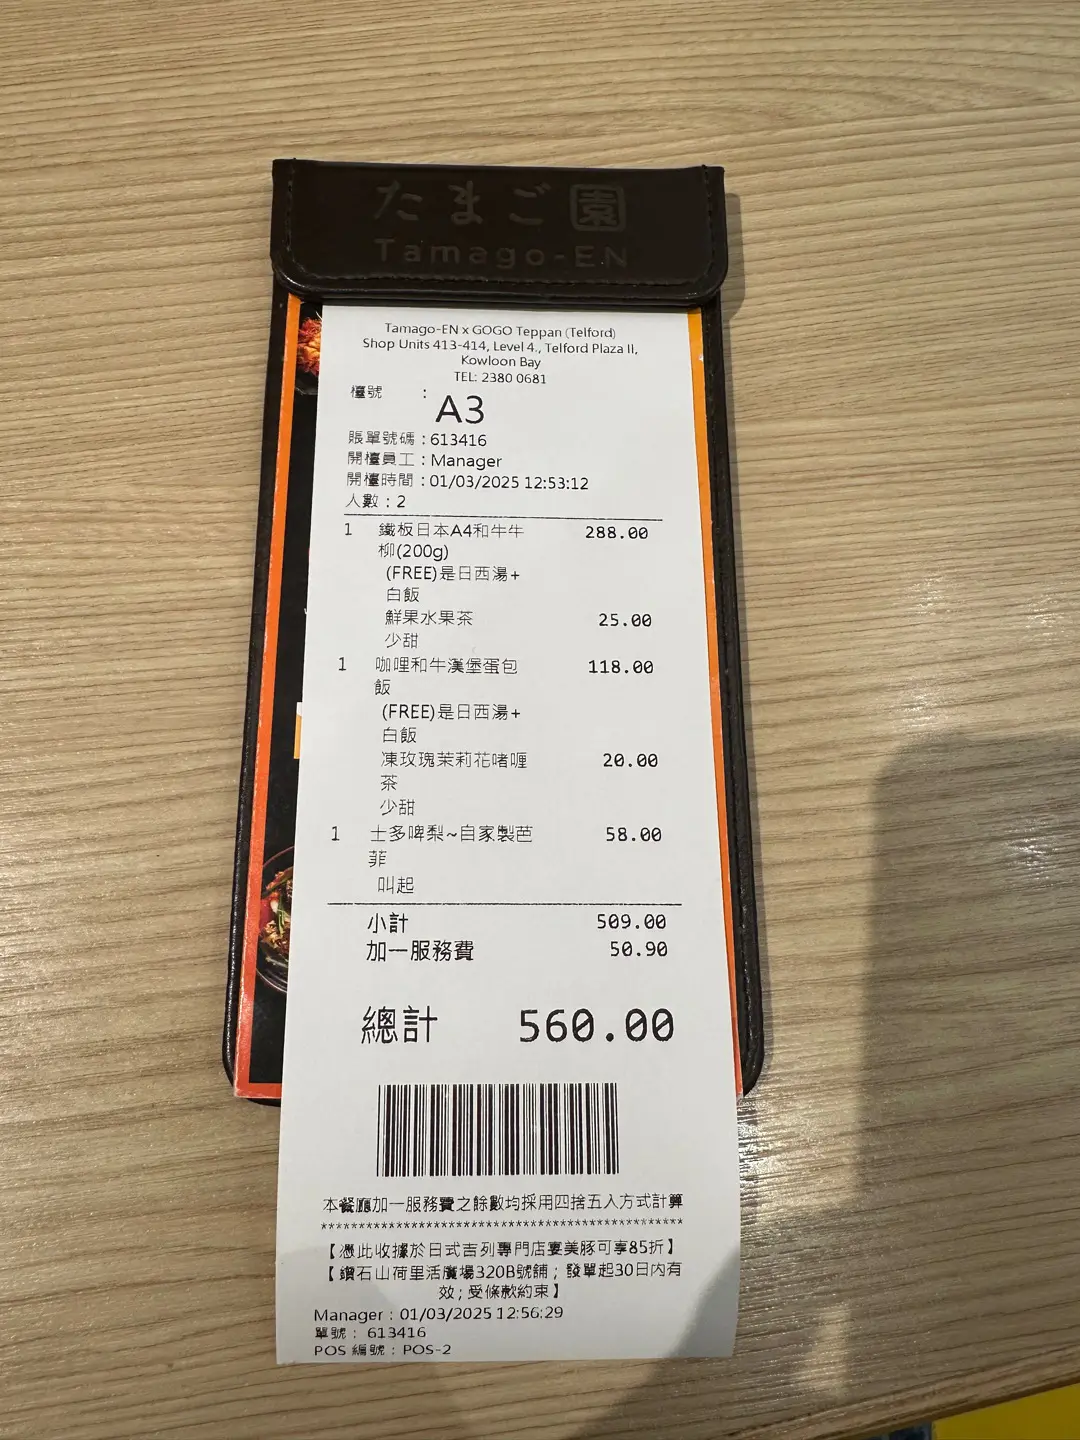 たまご園
Tamago-EN
Tamago-EN x GOGO Teppan (Telford)
Shop Units 413-414, Level 4., Telford Plaza II,
Kowloon Bay
TEL: 2380 0681
檯號 : A3
賬單號碼 : 613416
開檯員工 : Manager
開檯時間 : 01/03/2025 12:53:12
人數 : 2
1 鐵板日本A4和牛牛 288.00
柳(200g)
(FREE)是日西湯+
白飯
鮮果水果茶 25.00
少甜
1 咖哩和牛漢堡蛋包 118.00
飯
(FREE)是日西湯+
白飯
凍玫瑰茉莉花啫喱 20.00
茶
少甜
1 士多啤梨~自家製芭 58.00
菲
叫起
小計 509.00
加一服務費 50.90
總計 560.00
本餐廳加一服務費之餘數均採用四捨五入方式計算
************************************************
【憑此收據於日式吉列專門店宴美豚可享85折】
【鑽石山荷里活廣場320B號舖 ; 發單起30日內有
效 ; 受條款約束】
Manager : 01/03/2025 12:56:29
單號 : 613416
POS 編號 : POS-2